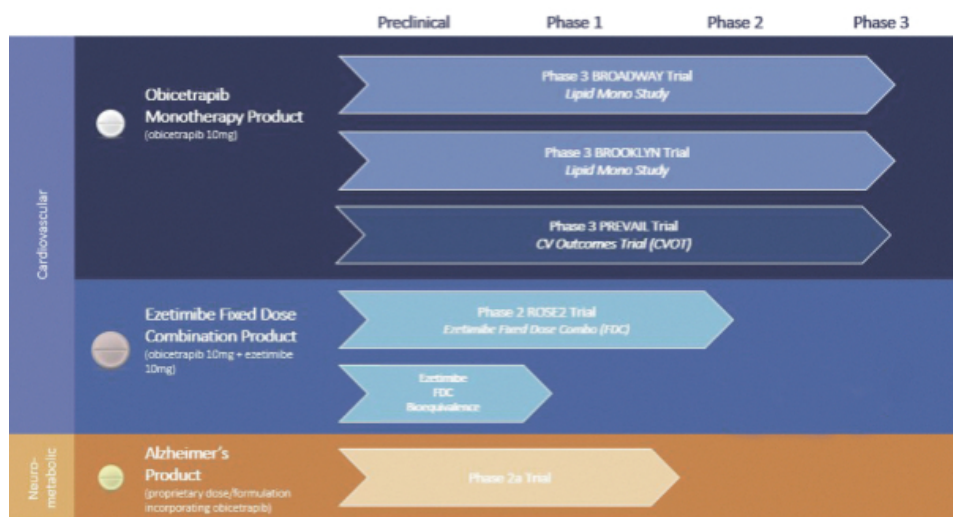 Preclinical Phase 1 Phase 2 Phase 3
Cardiovascular
Obicetrapib
Monotherapy Product
(obicetrapib 10mg)
Phase 3 BROADWAY Trial
Lipid Mono Study
Phase 3 BROOKLYN Trial
Lipid Mono Study
Phase 3 PREVAIL Trial
CV Outcomes Trial (CVOT)
Ezetimibe Fixed Dose
Combination Product
(obicetrapib 10mg + ezetimibe
10mg)
Phase 2 ROSE2 Trial
Ezetimibe Fixed Dose Combo (FDC)
Ezetimibe
FDC
Bioequivalence
Neuro-
metabolic
Alzheimer's
Product
(proprietary dose/formulation
incorporating obicetrapib)
Phase 2a Trial